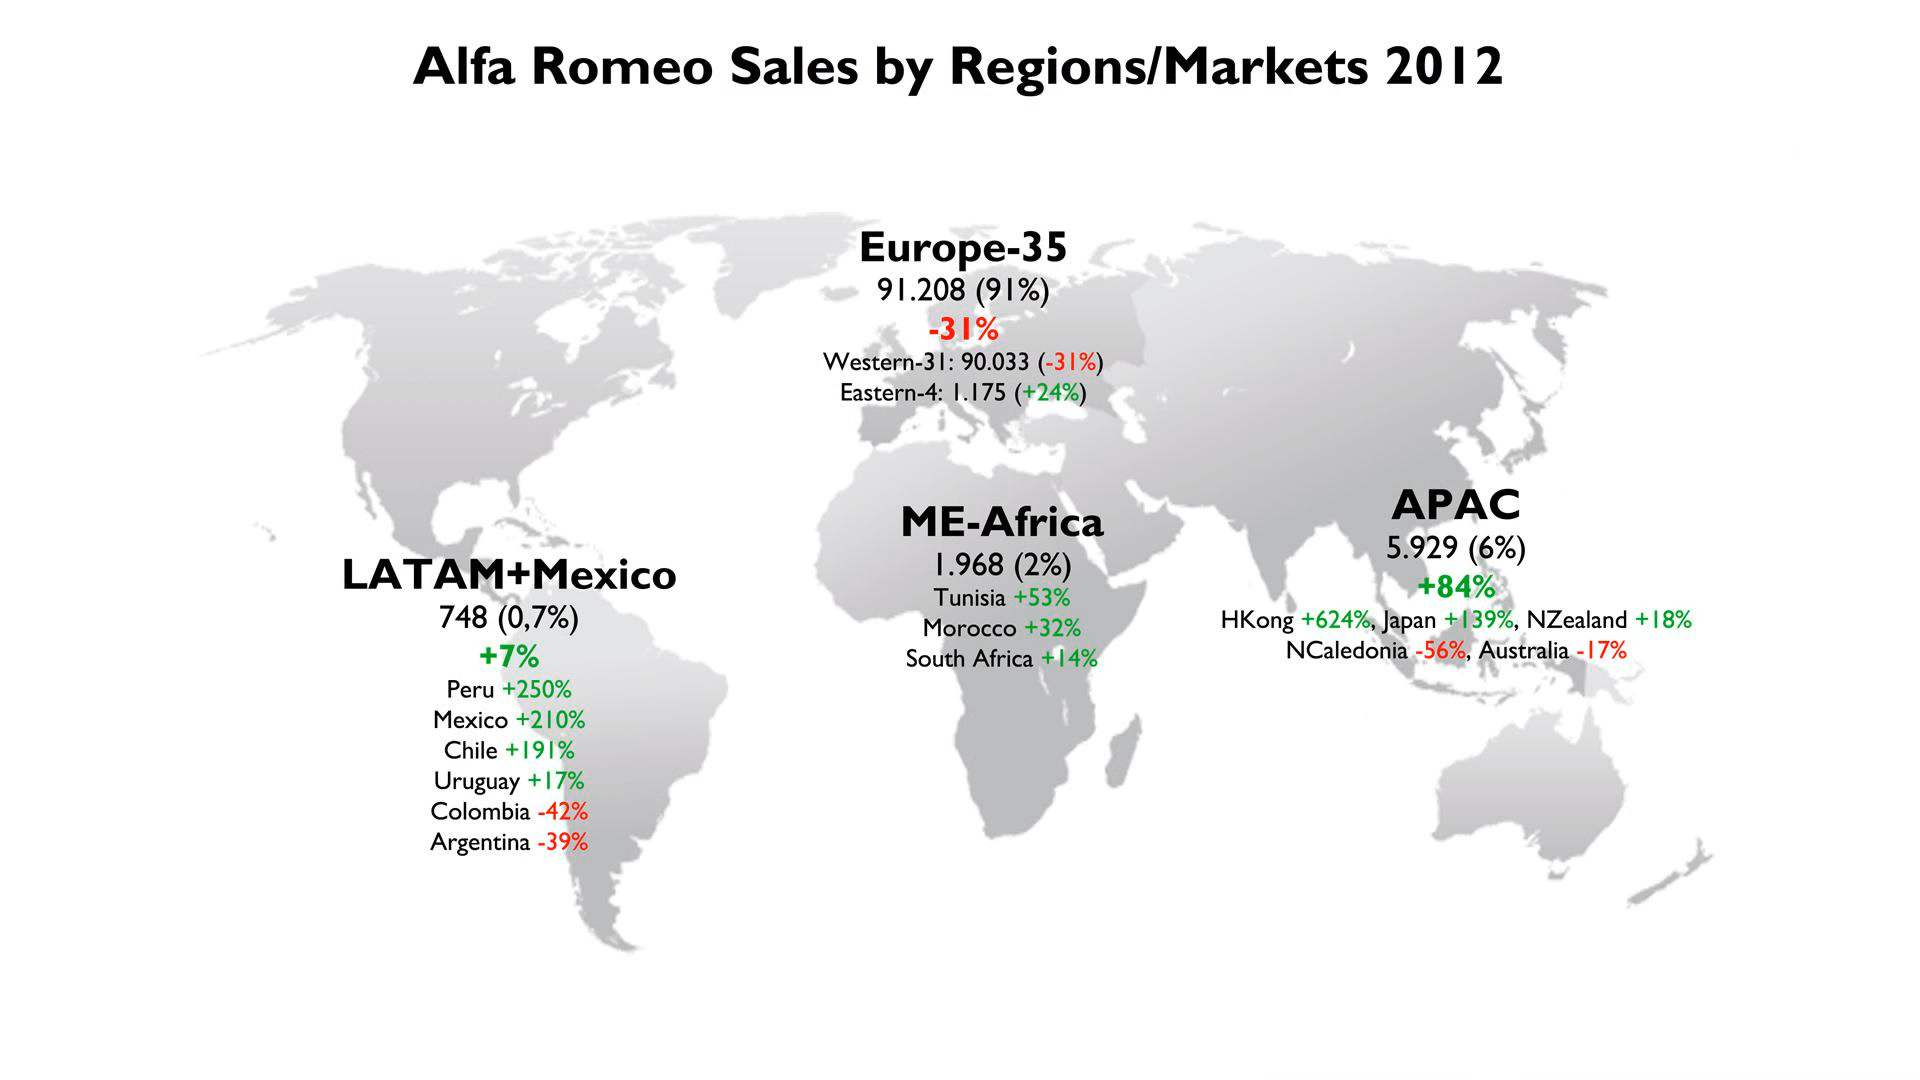 Alfa Romeo Sales by Regions/Markets 2012
Europe-35
91.208 (91%)
-31%
Western-31: 90.033 (-31%)
Eastern-4: 1.175 (+24%)
LATAM+Mexico
748 (0,7%)
+7%
Peru +250%
Mexico +210%
Chile +191%
Uruguay +17%
Colombia -42%
Argentina -39%
ME-Africa
1.968 (2%)
Tunisia +53%
Morocco +32%
South Africa +14%
APAC
5.929 (6%)
+84%
HKong +624%, Japan +139%, NZealand +18%
NCaledonia -56%, Australia -17%